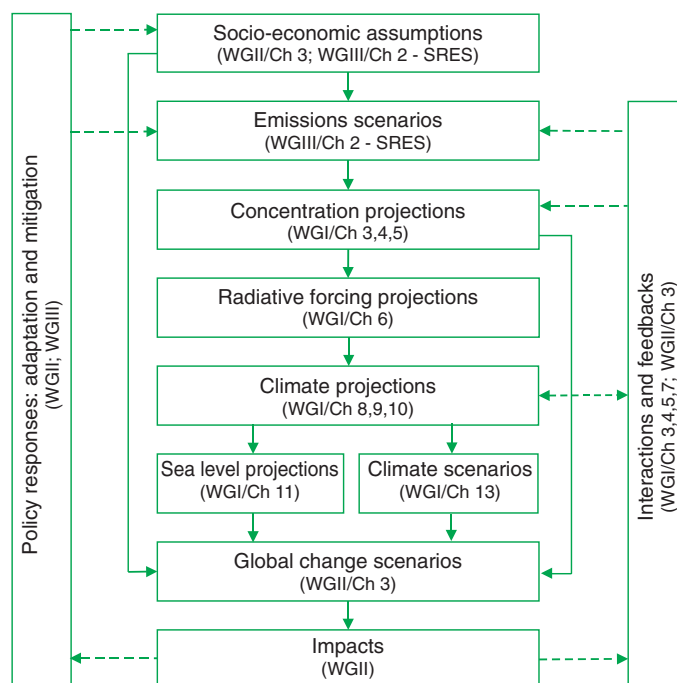 Socio-economic assumptions
(WGII/Ch 3; WGIII/Ch 2 - SRES)
Emissions scenarios
(WGIII/Ch 2 - SRES)
Concentration projections
(WGI/Ch 3,4,5)
Radiative forcing projections
(WGI/Ch 6)
Climate projections
(WGI/Ch 8,9,10)
Sea level projections
(WGI/Ch 11)
Climate scenarios
(WGI/Ch 13)
Global change scenarios
(WGII/Ch 3)
Impacts
(WGII)
Policy responses: adaptation and mitigation
(WGII; WGIII)
Interactions and feedbacks
(WGI/Ch 3,4,5,7; WGII/Ch 3)